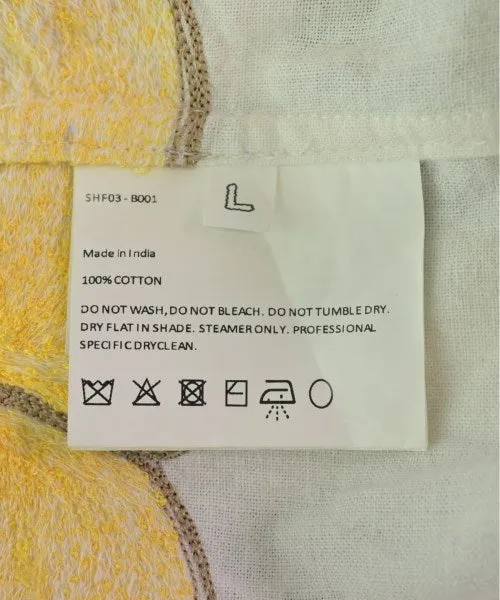 SHF03 - B001
L
Made in India
100% COTTON
DO NOT WASH, DO NOT BLEACH. DO NOT TUMBLE DRY.
DRY FLAT IN SHADE. STEAMER ONLY. PROFESSIONAL
SPECIFIC DRYCLEAN.